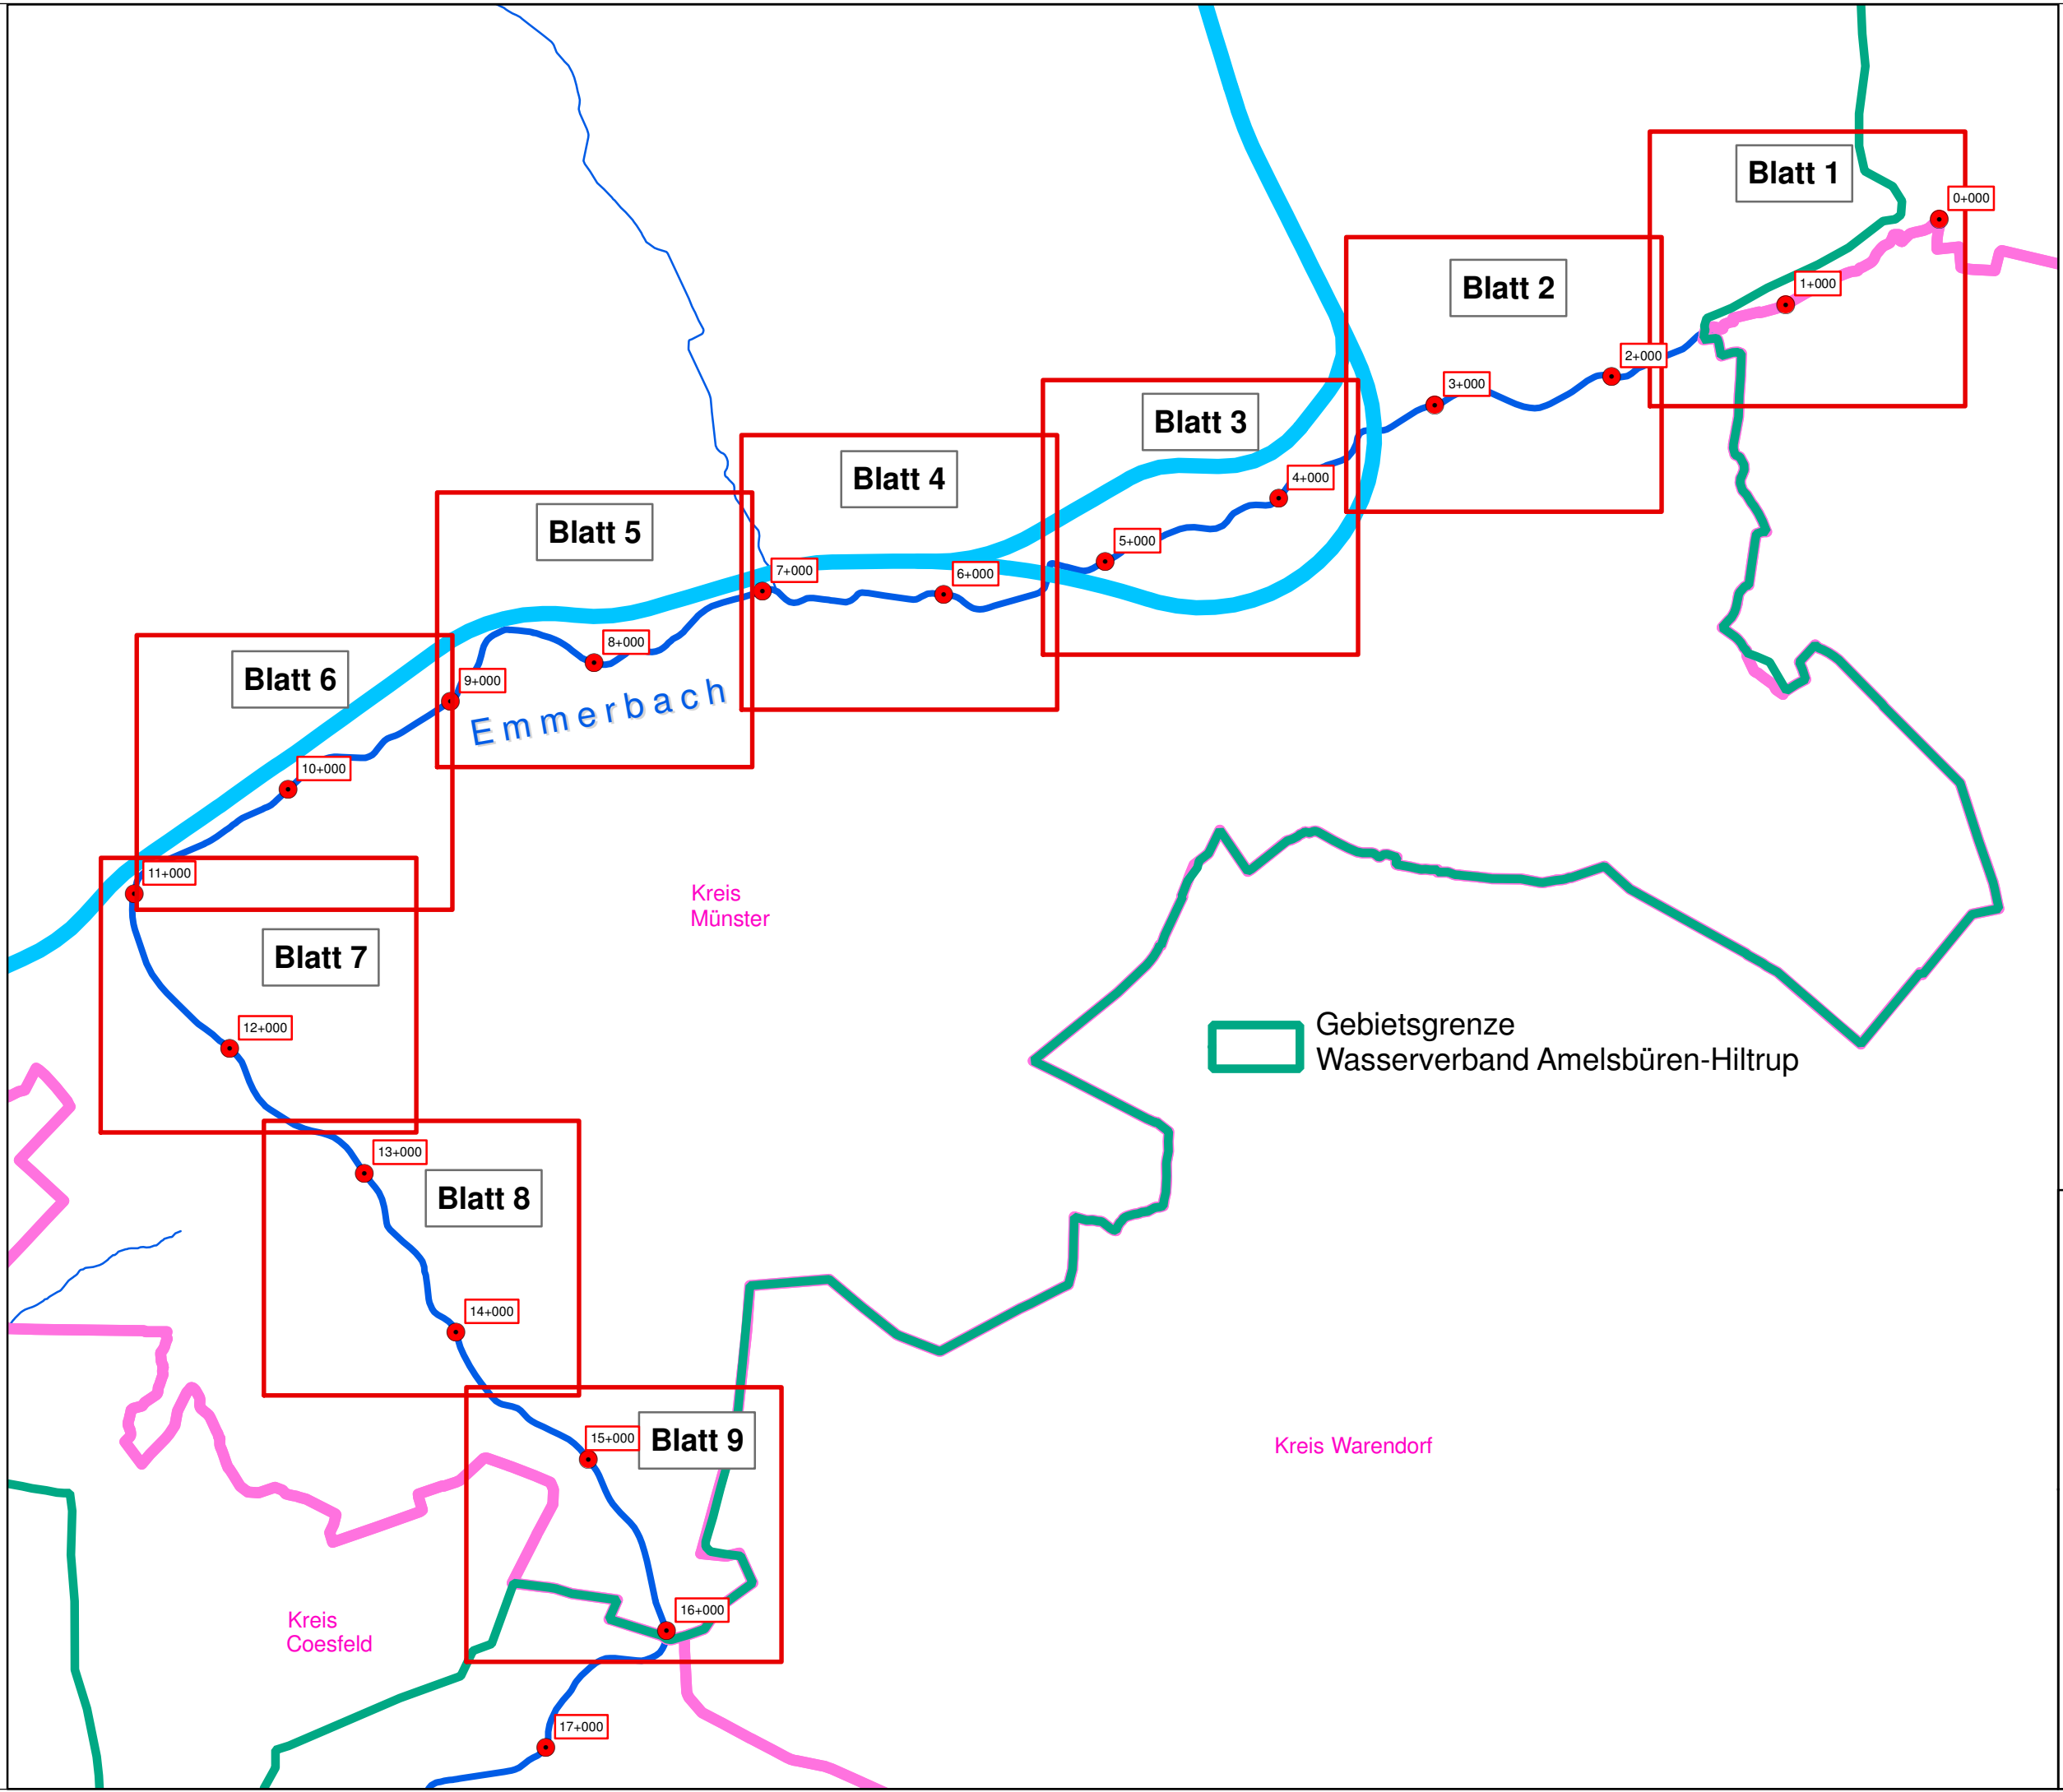 Blatt 1
0+000
1+000
Blatt 2
2+000
3+000
Blatt 3
4+000
5+000
Blatt 4
6+000
7+000
Blatt 5
8+000
9+000
Emmerbach
Blatt 6
10+000
11+000
Kreis
Münster
Blatt 7
12+000
Gebietsgrenze
Wasserverband Amelsbüren-Hiltrup
13+000
Blatt 8
14+000
15+000
Blatt 9
Kreis Warendorf
16+000
Kreis
Coesfeld
17+000